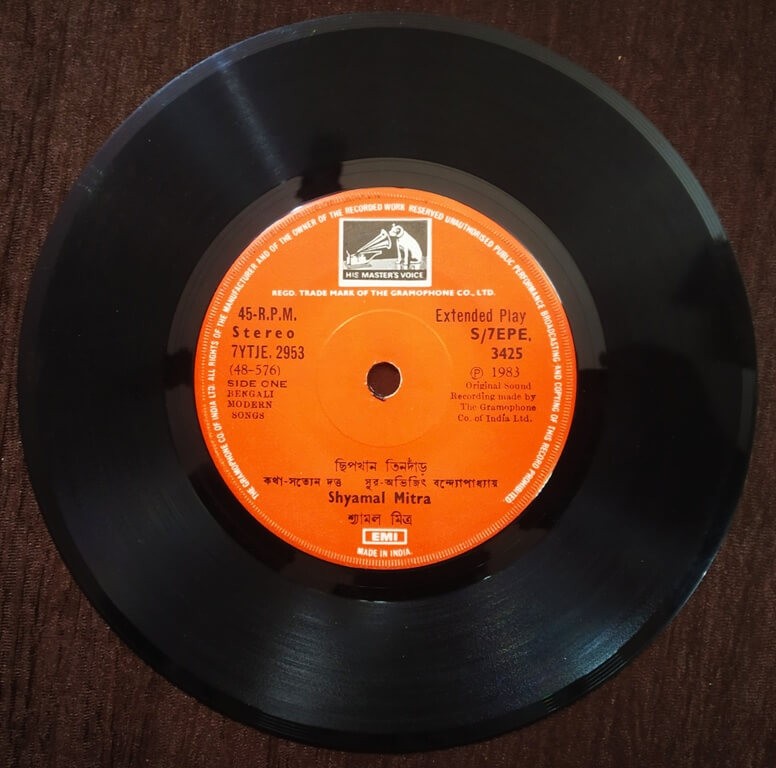 THE GRAMOPHONE CO OF INDIA LTD. ALL RIGHTS OF THE MANUFACTURER AND OF THE OWNER OF THE RECORDED WORK RESERVED UNAUTHORISED PUBLIC PERFORMANCE BROADCASTING AND COPYING OF THIS RECORD PROHIBITED.
HIS MASTER'S VOICE
REGD. TRADE MARK OF THE GRAMOPHONE CO., LTD.
45-R.P.M.
Stereo
7YTJE. 2953
(48-576)
SIDE ONE
BENGALI
MODERN
SONGS
Extended Play
S/7EPE.
3425
Ⓟ 1983
Original Sound
Recording made by
The Gramophone
Co. of India Ltd.
ছিপখান তিনদাঁড়
কথা-সত্যেন দত্ত সুর-অভিজিৎ বন্দ্যোপাধ্যায়
Shyamal Mitra
শ্যামল মিত্র
EMI
MADE IN INDIA.